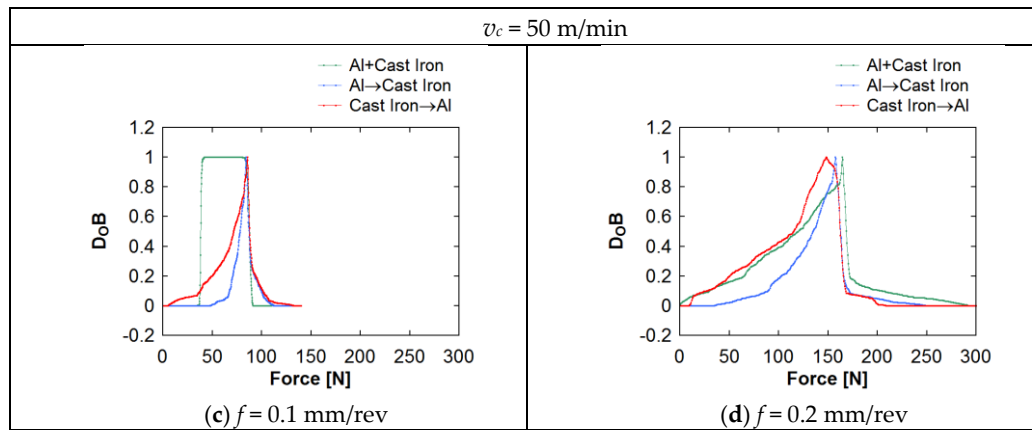 v_c = 50 m/min
Al+Cast Iron
Al→Cast Iron
Cast Iron→Al
1.2
1
0.8
0.6
0.4
0.2
0
-0.2
DoB
0 50 100 150 200 250 300
Force [N]
(c) f = 0.1 mm/rev
Al+Cast Iron
Al→Cast Iron
Cast Iron→Al
1.2
1
0.8
0.6
0.4
0.2
0
-0.2
DoB
0 50 100 150 200 250 300
Force [N]
(d) f = 0.2 mm/rev